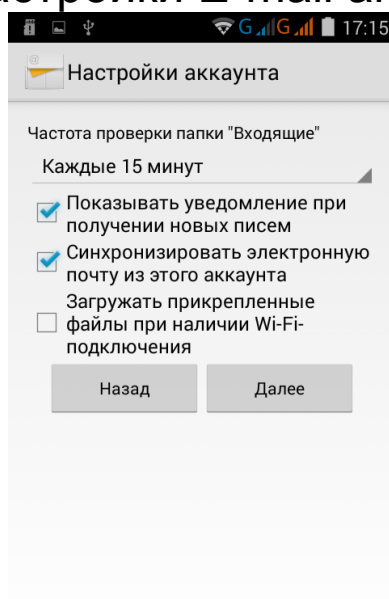 G G 17:15
Настройки аккаунта
Частота проверки папки "Входящие"
Каждые 15 минут
Показывать уведомление при
получении новых писем
Синхронизировать электронную
почту из этого аккаунта
Загружать прикрепленные
файлы при наличии Wi-Fi-
подключения
Назад Далее